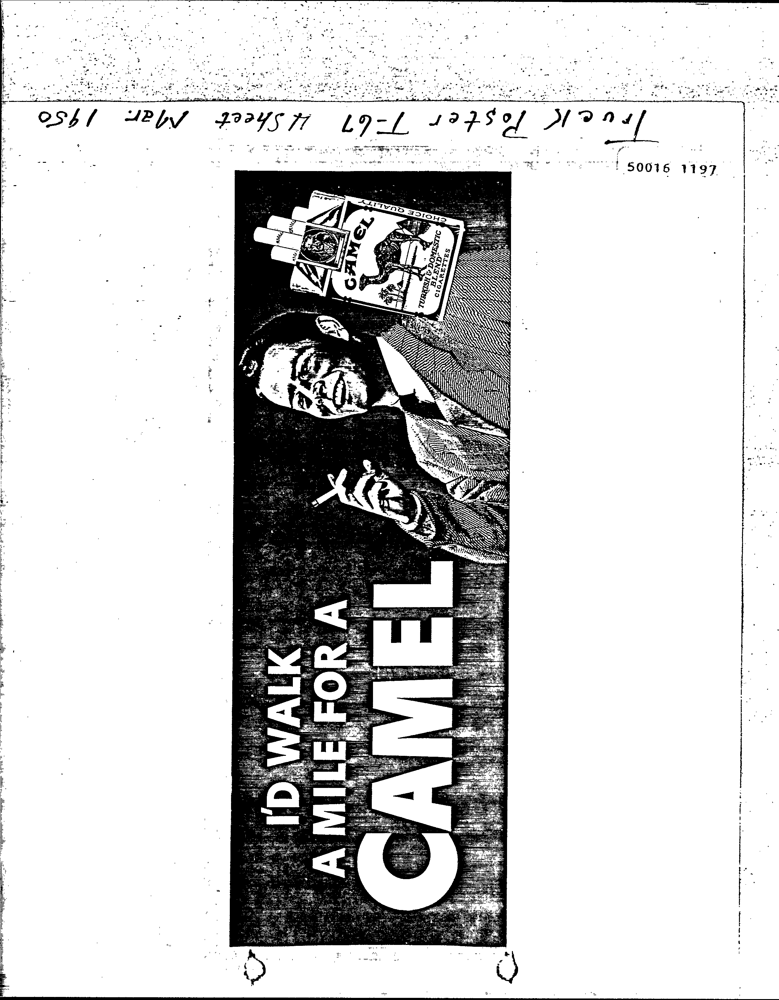 Truck Poster T-67 4 Sheet Mar. 1950
50016 1197
I'D WALK
A MILE FOR A
CAMEL
CHOICE QUALITY
CAMEL
TURKISH & DOMESTIC
BLEND
CIGARETTES